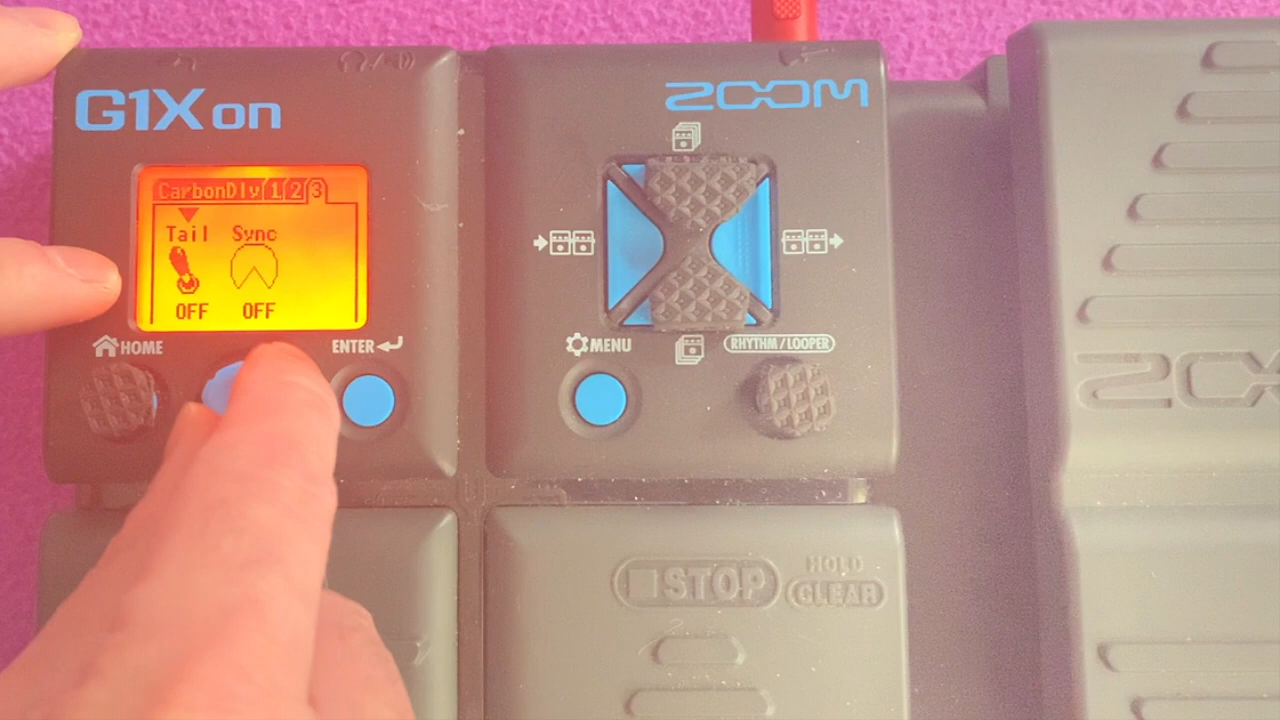 G1X on
ZOOM
CarbonDly 1 2 3
Tail Sync
OFF OFF
HOME
ENTER
MENU
RHYTHM/LOOPER
ZOO
STOP
HOLD
CLEAR